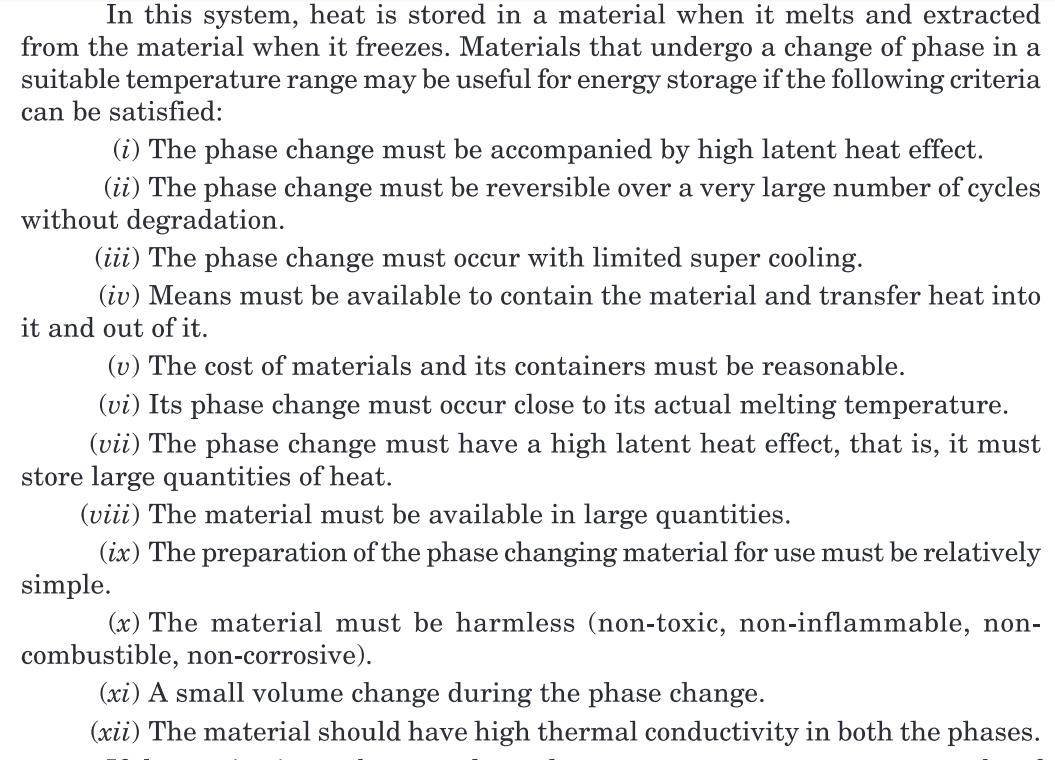 In this system, heat is stored in a material when it melts and extracted
from the material when it freezes. Materials that undergo a change of phase in a
suitable temperature range may be useful for energy storage if the following criteria
can be satisfied:
(i) The phase change must be accompanied by high latent heat effect.
(ii) The phase change must be reversible over a very large number of cycles
without degradation.
(iii) The phase change must occur with limited super cooling.
(iv) Means must be available to contain the material and transfer heat into
it and out of it.
(v) The cost of materials and its containers must be reasonable.
(vi) Its phase change must occur close to its actual melting temperature.
(vii) The phase change must have a high latent heat effect, that is, it must
store large quantities of heat.
(viii) The material must be available in large quantities.
(ix) The preparation of the phase changing material for use must be relatively
simple.
(x) The material must be harmless (non-toxic, non-inflammable, non-
combustible, non-corrosive).
(xi) A small volume change during the phase change.
(xii) The material should have high thermal conductivity in both the phases.